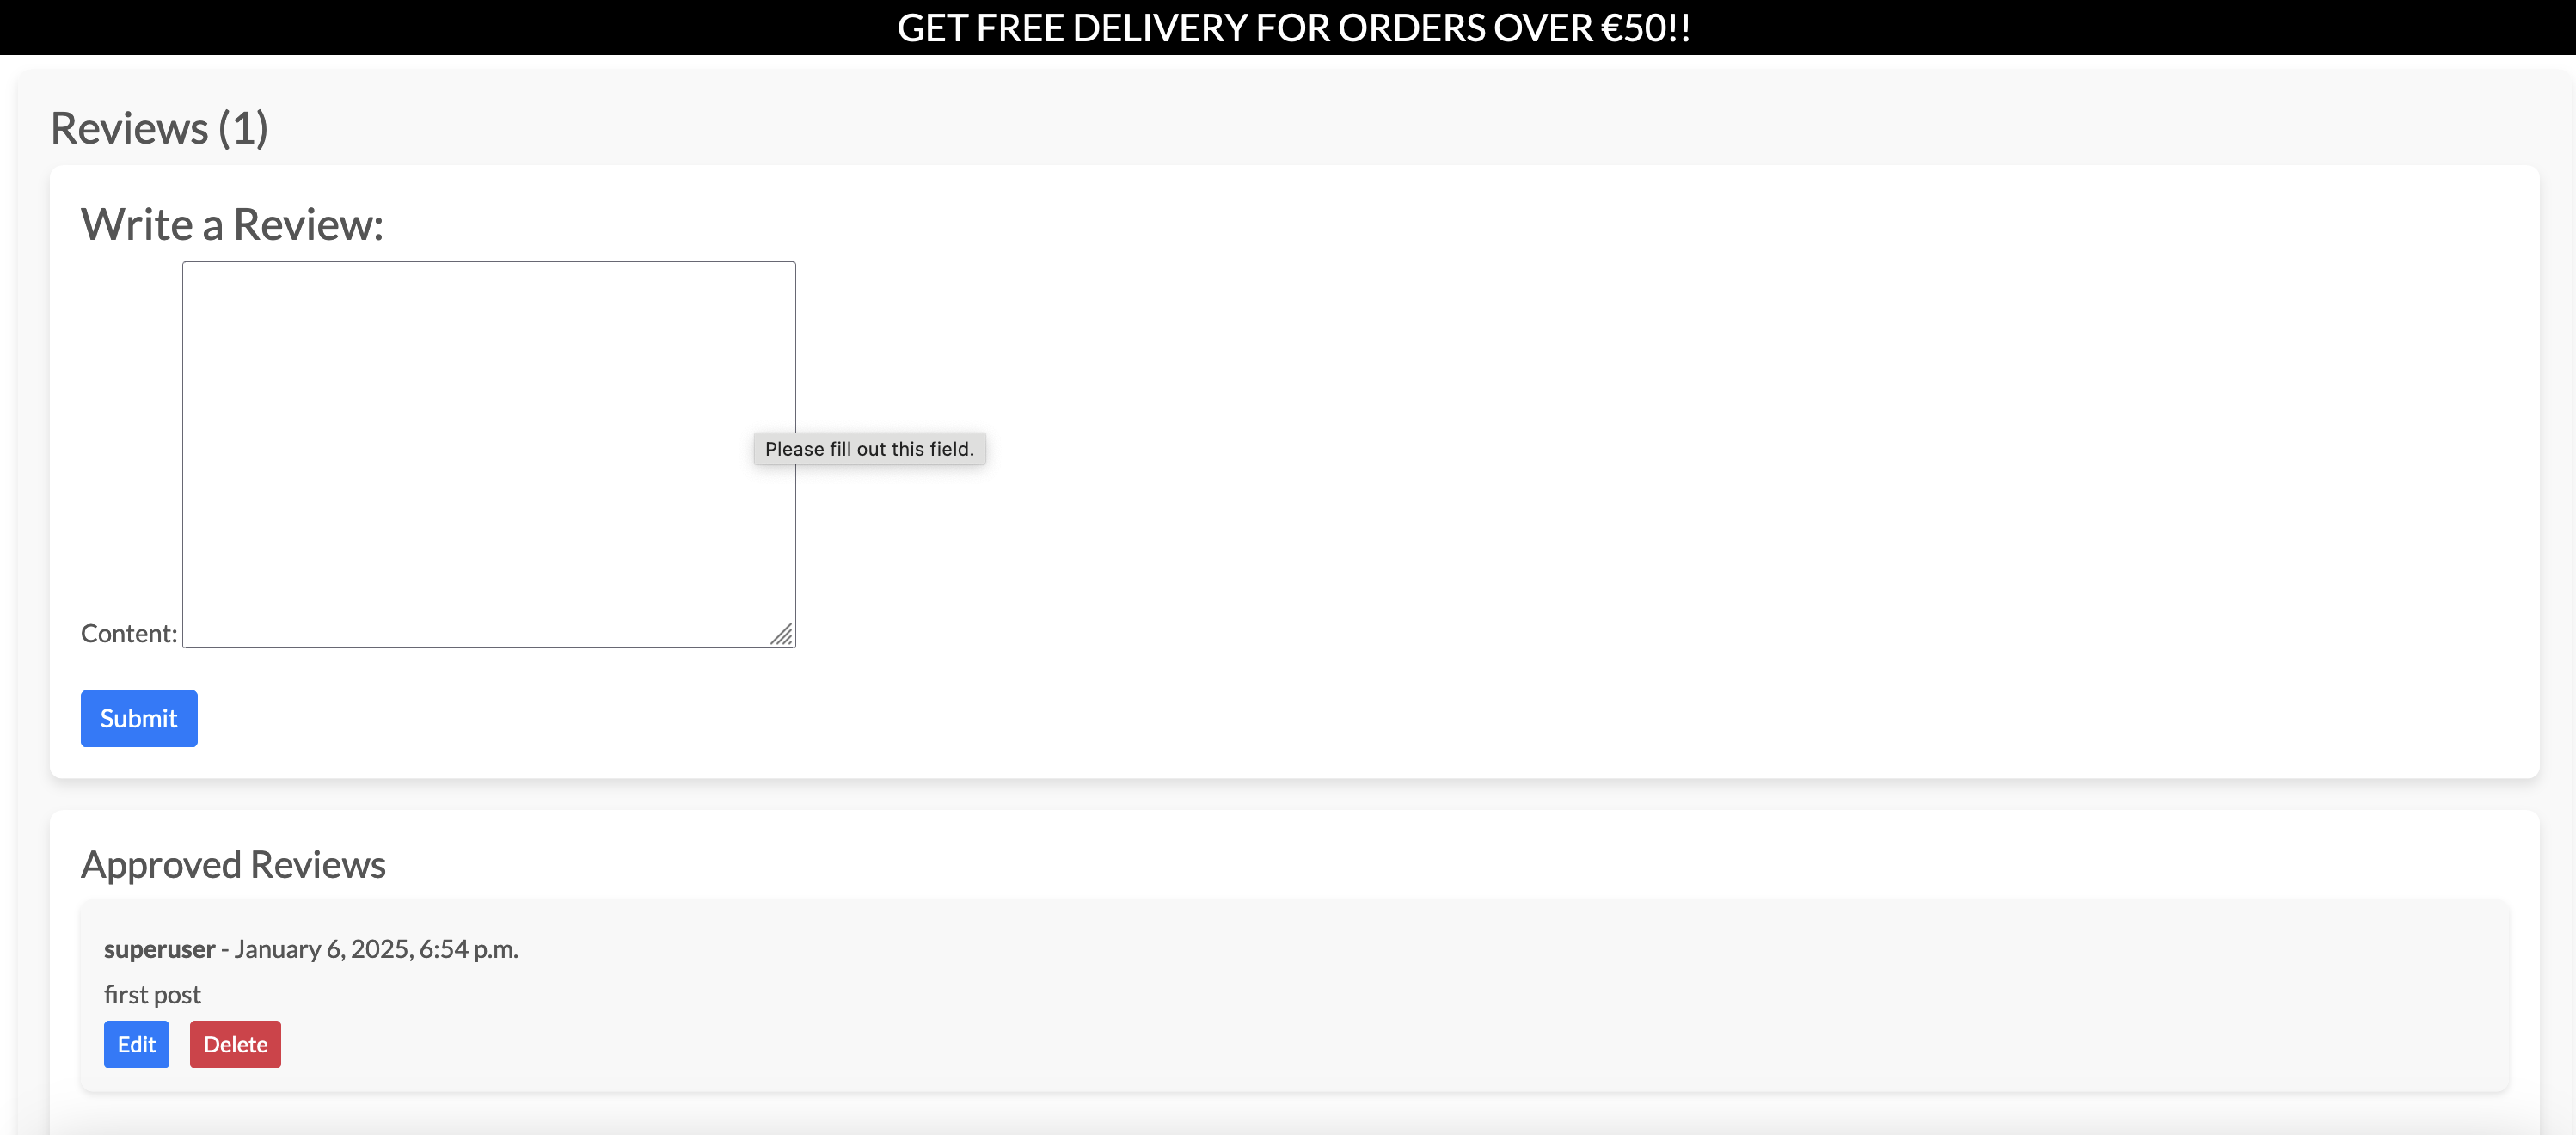 GET FREE DELIVERY FOR ORDERS OVER €50!!
Reviews (1)
Write a Review:
Please fill out this field.
Content:
Submit
Approved Reviews
superuser - January 6, 2025, 6:54 p.m.
first post
Edit Delete